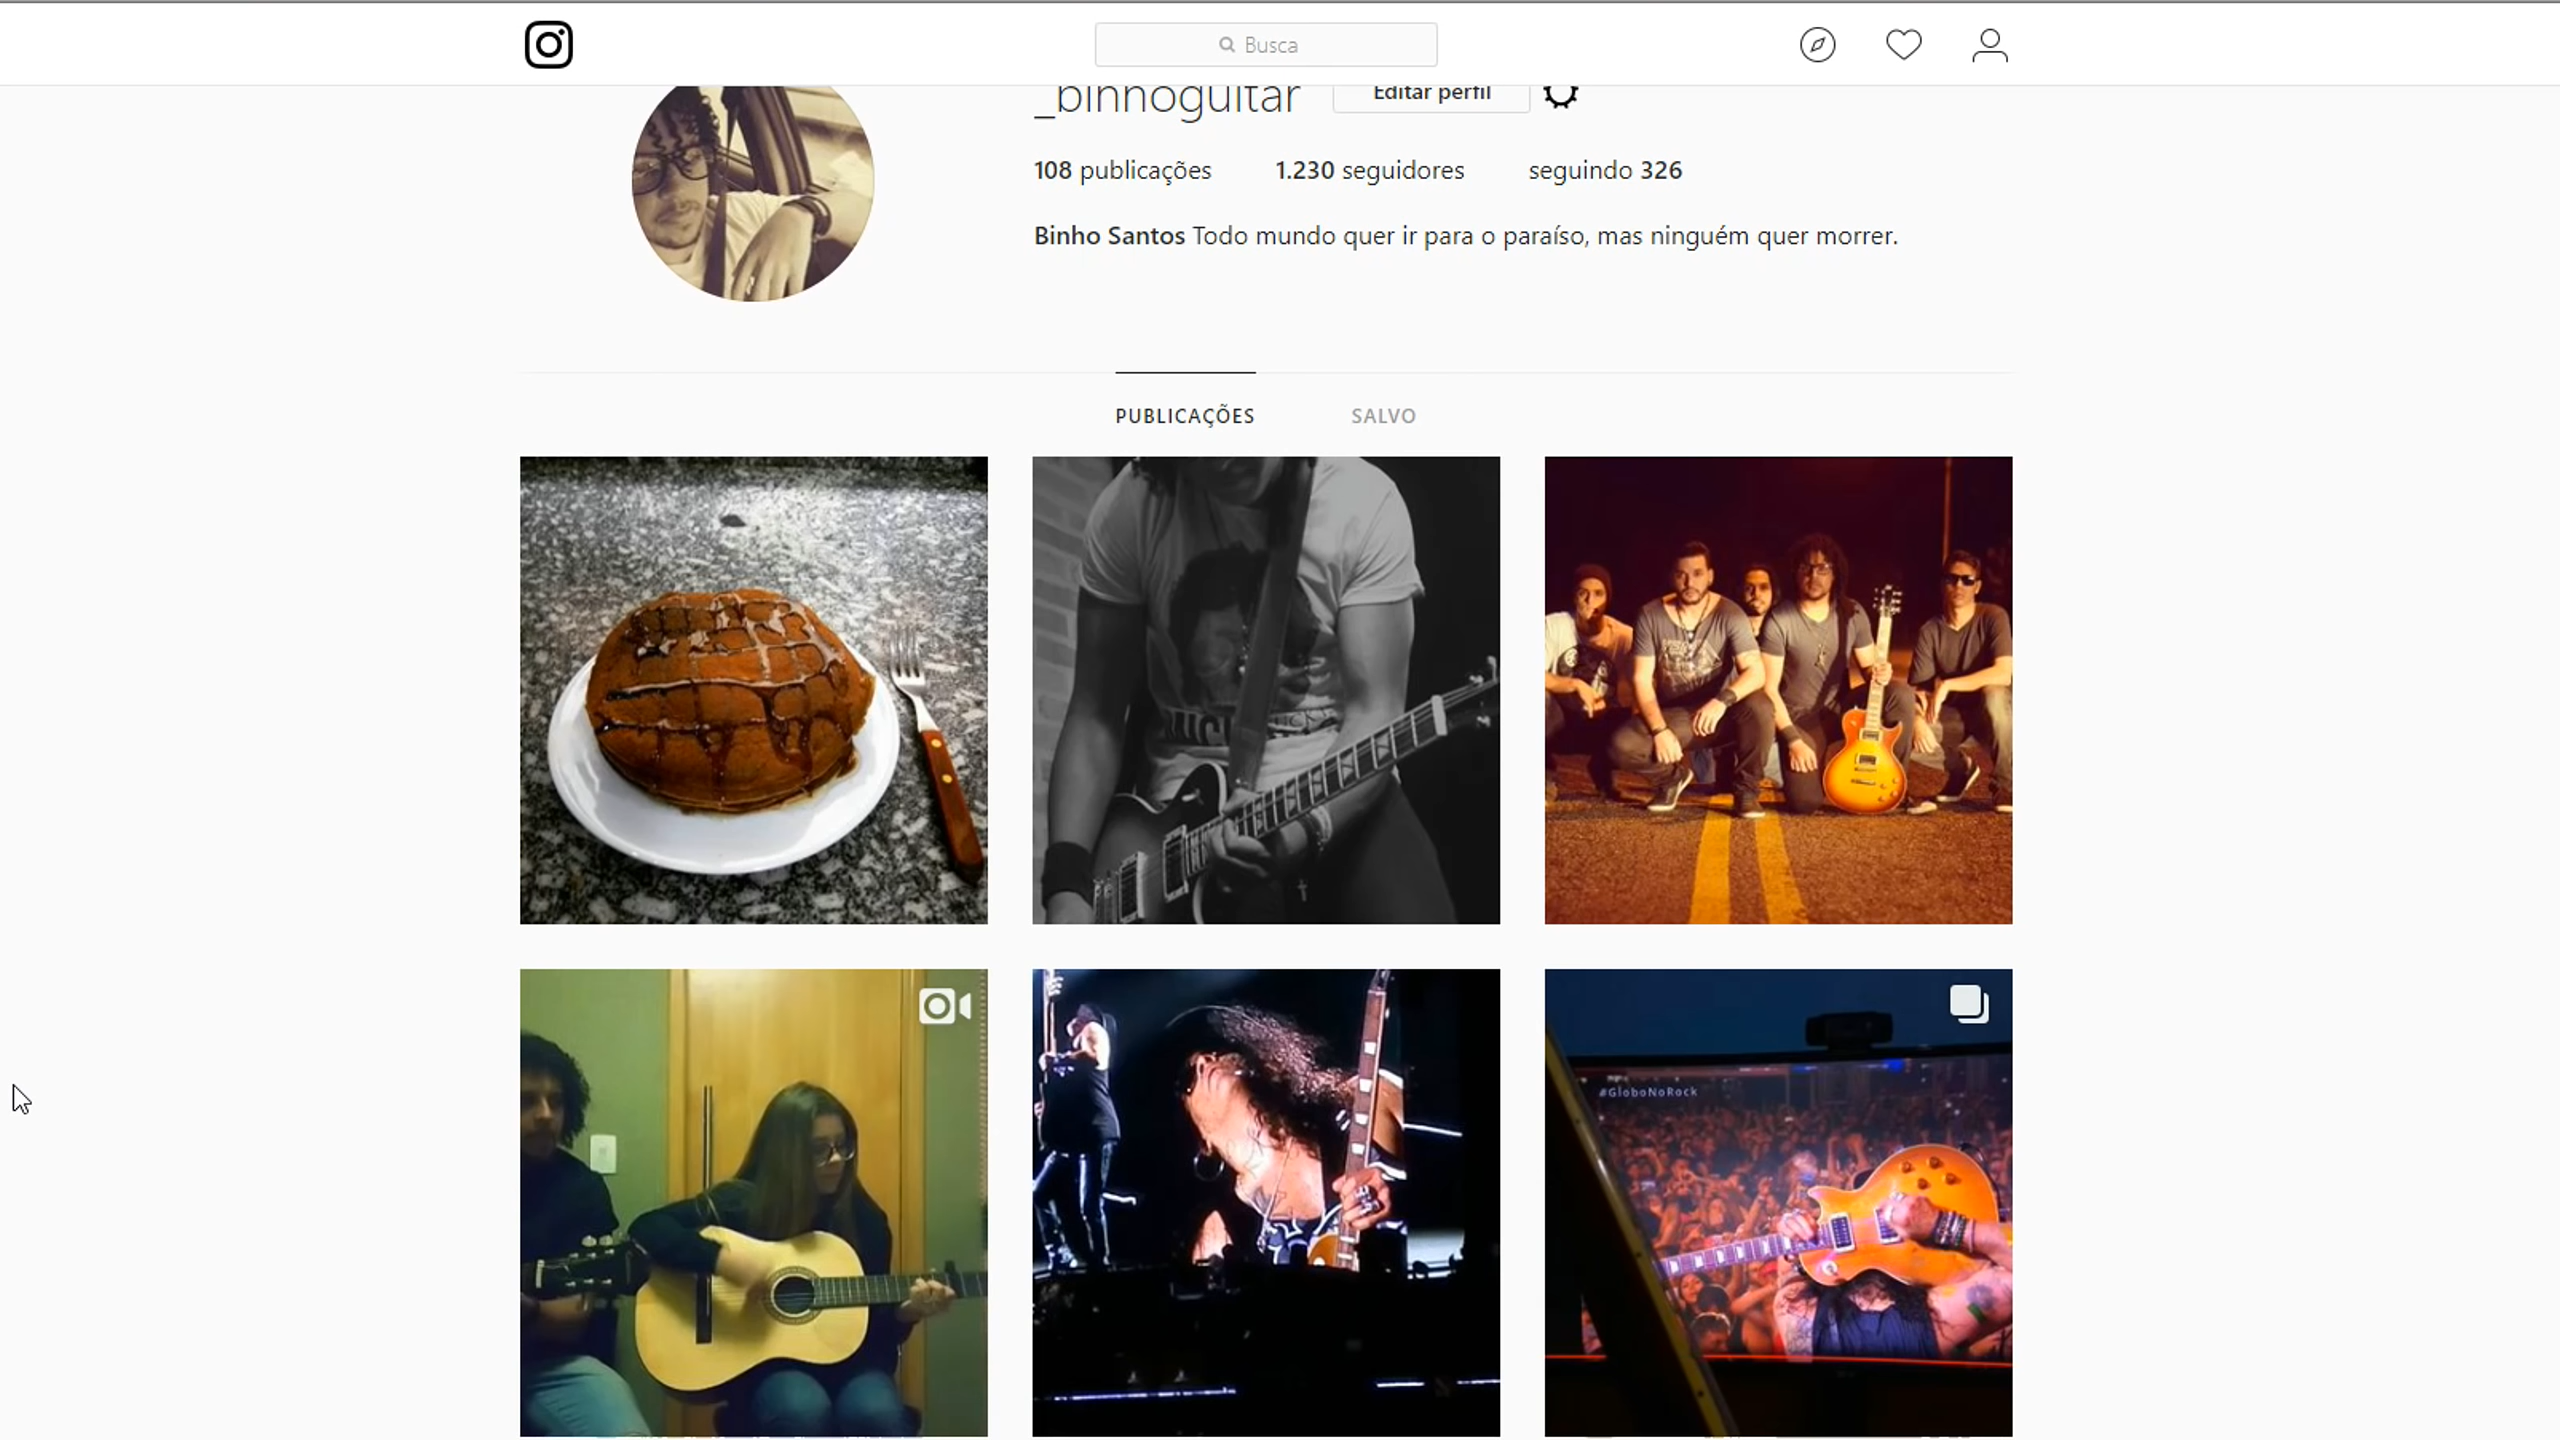 Busca
_binhoguitar Editar perfil
108 publicações 1.230 seguidores seguindo 326
Binho Santos Todo mundo quer ir para o paraíso, mas ninguém quer morrer.
PUBLICAÇÕES SALVO
#GloboNoRock